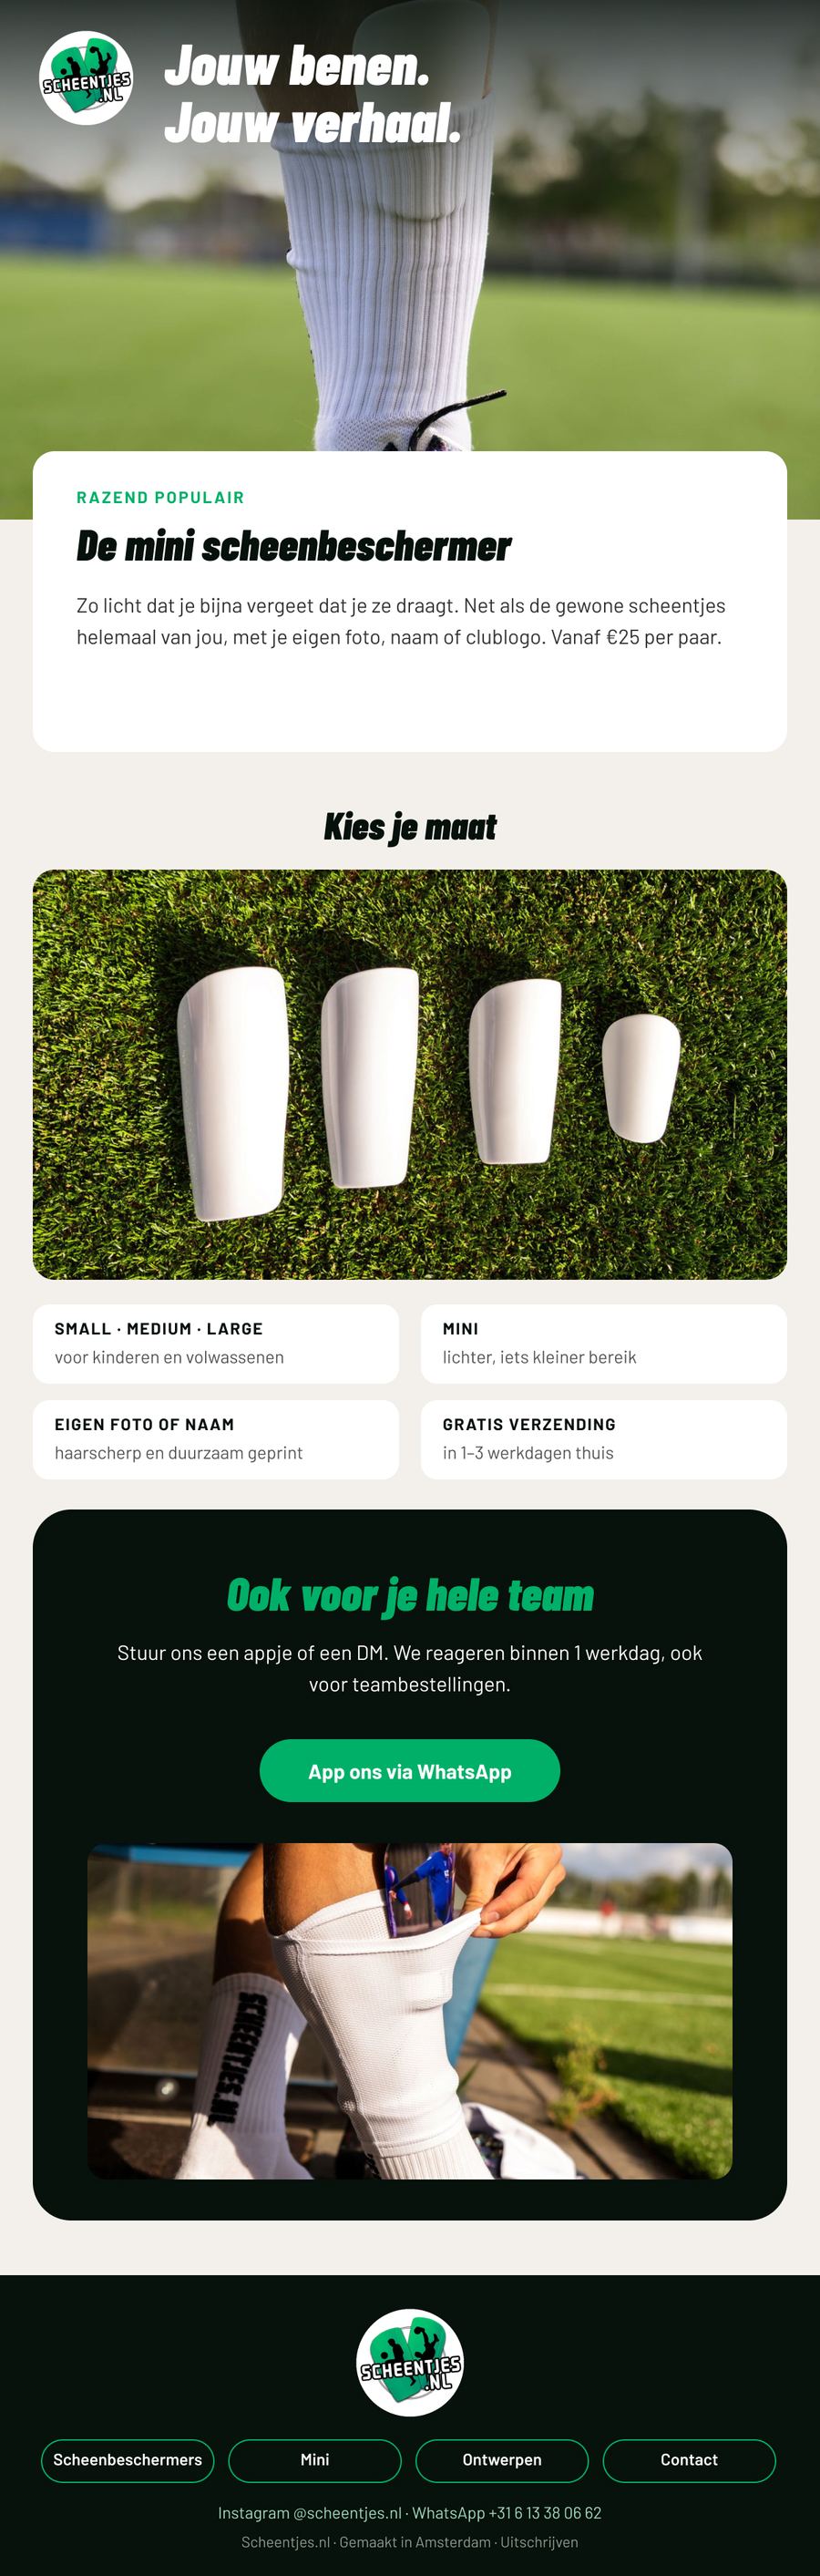 SCHEENTJES
.NL
Jouw benen.
Jouw verhaal.
RAZEND POPULAIR
De mini scheenbeschermer
Zo licht dat je bijna vergeet dat je ze draagt. Net als de gewone scheentjes
helemaal van jou, met je eigen foto, naam of clublogo. Vanaf €25 per paar.
Kies je maat
SMALL · MEDIUM · LARGE
voor kinderen en volwassenen
MINI
lichter, iets kleiner bereik
EIGEN FOTO OF NAAM
haarscherp en duurzaam geprint
GRATIS VERZENDING
in 1–3 werkdagen thuis
Ook voor je hele team
Stuur ons een appje of een DM. We reageren binnen 1 werkdag, ook
voor teambestellingen.
App ons via WhatsApp
SCHEENTJES.NL
SCHEENTJES
.NL
Scheenbeschermers
Mini
Ontwerpen
Contact
Instagram @scheentjes.nl · WhatsApp +31 6 13 38 06 62
Scheentjes.nl · Gemaakt in Amsterdam · Uitschrijven